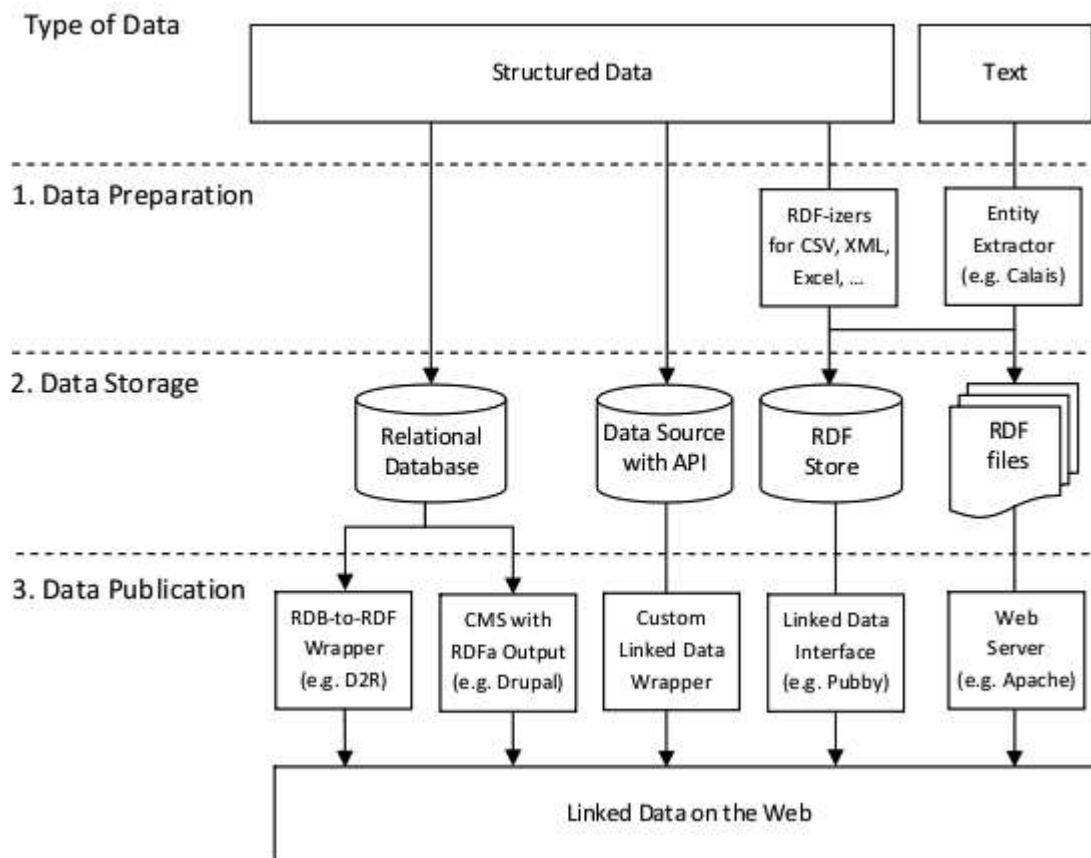 Type of Data
Structured Data
Text
1. Data Preparation
RDF-izers
for CSV, XML,
Excel, ...
Entity
Extractor
(e.g. Calais)
2. Data Storage
Relational
Database
Data Source
with API
RDF
Store
RDF
files
3. Data Publication
RDB-to-RDF
Wrapper
(e.g. D2R)
CMS with
RDFa Output
(e.g. Drupal)
Custom
Linked Data
Wrapper
Linked Data
Interface
(e.g. Pubby)
Web
Server
(e.g. Apache)
Linked Data on the Web